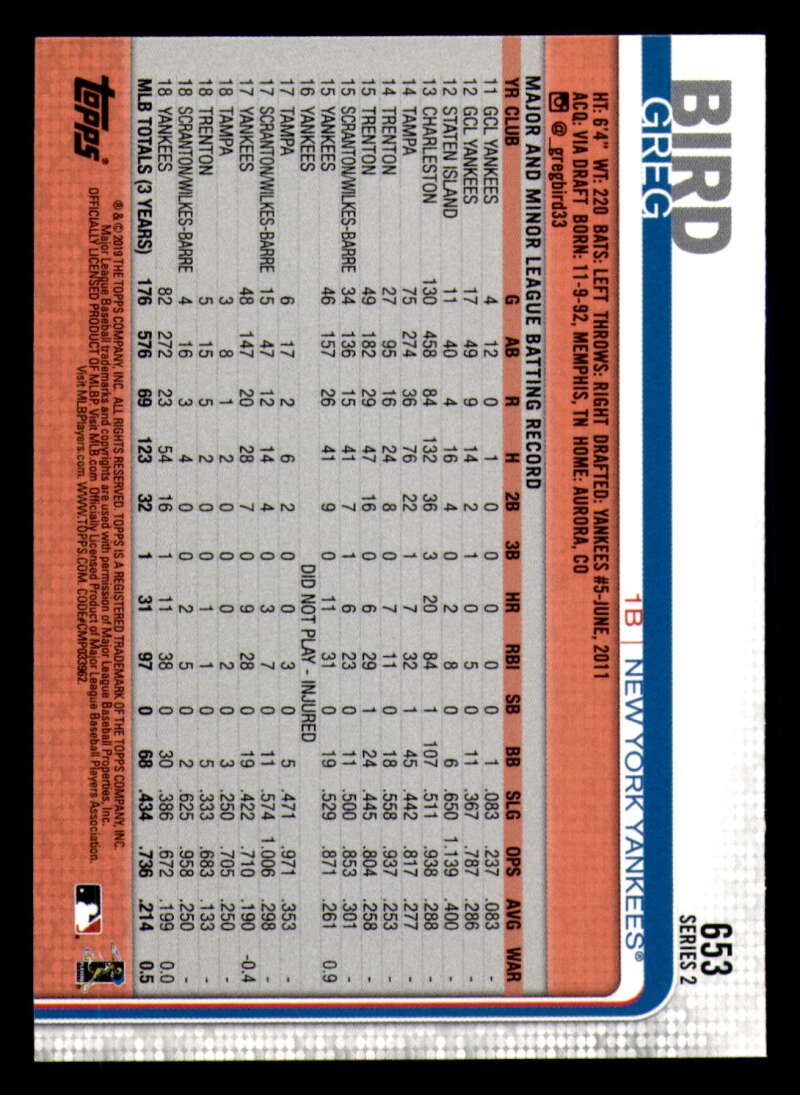 653
SERIES 2
BIRD
GREG
1B | NEW YORK YANKEES®
HT: 6'4" WT: 220 BATS: LEFT THROWS: RIGHT DRAFTED: YANKEES #5-JUNE, 2011
ACQ: VIA DRAFT BORN: 11-9-92, MEMPHIS, TN HOME: AURORA, CO
@_gregbird33
MAJOR AND MINOR LEAGUE BATTING RECORD
YR CLUB G AB R H 2B 3B HR RBI SB BB SLG OPS AVG WAR
11 GCL YANKEES 4 12 0 1 0 0 0 0 0 1 .083 .237 .083 -
12 GCL YANKEES 17 49 9 14 2 1 0 5 0 11 .367 .787 .286 -
12 STATEN ISLAND 11 40 4 16 4 0 2 8 0 6 .650 1.139 .400 -
13 CHARLESTON 130 458 84 132 36 3 20 84 1 107 .511 .938 .288 -
14 TAMPA 75 274 36 76 22 1 7 32 1 45 .442 .817 .277 -
14 TRENTON 27 95 16 24 8 0 7 11 0 18 .558 .937 .253 -
15 TRENTON 49 182 29 47 16 0 6 29 1 24 .445 .804 .258 -
15 SCRANTON/WILKES-BARRE 34 136 15 41 7 1 6 23 0 11 .500 .853 .301 -
15 YANKEES 46 157 26 41 9 0 11 31 0 19 .529 .871 .261 0.9
16 YANKEES DID NOT PLAY - INJURED
17 TAMPA 6 17 2 6 2 0 0 3 0 5 .471 .971 .353 -
17 SCRANTON/WILKES-BARRE 15 47 12 14 4 0 3 7 0 11 .574 1.006 .298 -
17 YANKEES 48 147 20 28 7 0 9 28 0 19 .422 .710 .190 -0.4
18 TAMPA 3 8 1 2 0 0 0 2 0 3 .250 .705 .250 -
18 TRENTON 5 15 5 2 0 0 1 1 0 5 .333 .683 .133 -
18 SCRANTON/WILKES-BARRE 4 16 3 4 0 0 2 5 0 2 .625 .958 .250 -
18 YANKEES 82 272 23 54 16 1 11 38 0 30 .386 .672 .199 0.0
MLB TOTALS (3 YEARS) 176 576 69 123 32 1 31 97 0 68 .434 .736 .214 0.5
topps®
® & © 2019 THE TOPPS COMPANY, INC. ALL RIGHTS RESERVED. TOPPS IS A REGISTERED TRADEMARK OF THE TOPPS COMPANY, INC.
Major League Baseball trademarks and copyrights are used with permission of Major League Baseball Properties, Inc.
OFFICIALLY LICENSED PRODUCT OF MLBP. Visit MLB.com Officially Licensed Product of Major League Baseball Players Association.
Visit MLBPlayers.com. WWW.TOPPS.COM. CODE#CMP033962.